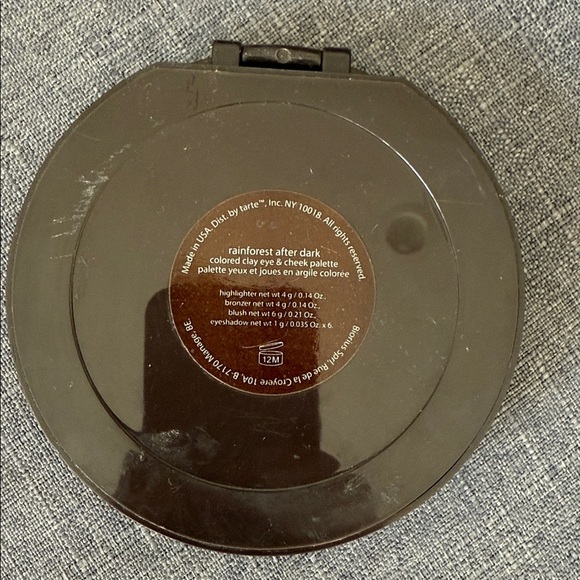 Made in USA. Dist. by tarte™, Inc. NY 10018. All rights reserved.
rainforest after dark
colored clay eye & cheek palette
palette yeux et joues en argile colorée
highlighter net wt 4 g / 0.14 Oz.,
bronzer net wt 4 g / 0.14 Oz.,
blush net wt 6 g / 0.21 Oz.,
eyeshadow net wt 1 g / 0.035 Oz. x 6.
12M
Biorius Sprl, Rue de la Croyere 10A, B-7170 Manage, BE.